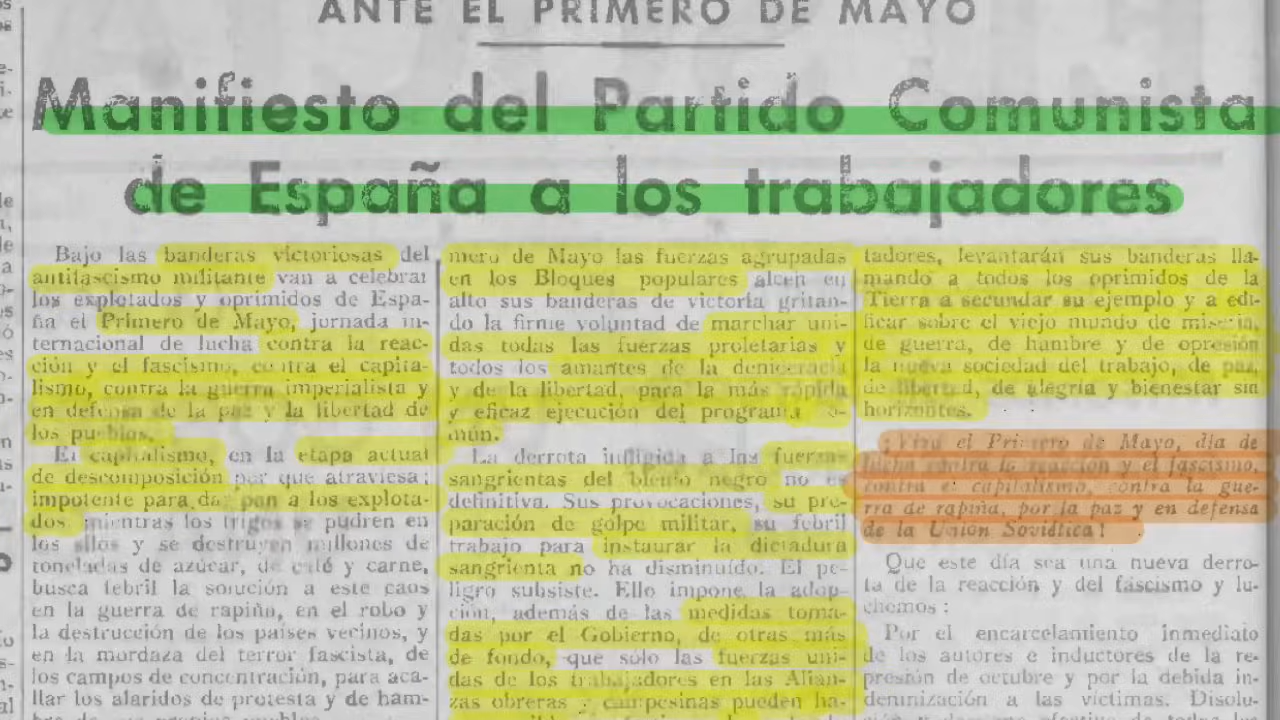 ANTE EL PRIMERO DE MAYO
Manifiesto del Partido Comunista
de España a los trabajadores
Bajo las banderas victoriosas del
antifascismo militante van a celebrar
los explotados y oprimidos de Espa-
ña el Primero de Mayo, jornada in-
ternacional de lucha contra la reac-
ción y el fascismo, contra el capita-
lismo, contra la guerra imperialista y
en defensa de la paz y la libertad de
los pueblos.
El capitalismo, en la etapa actual
de descomposición por que atraviesa;
impotente para dar pan a los explota-
dos mientras los trigos se pudren en
los silos y se destruyen millones de
toneladas de azúcar, de café y carne,
busca febril la solución a este caos
en la guerra de rapiña, en el robo y
la destrucción de los países vecinos, y
en la mordaza del terror fascista, de
los campos de concentración, para aca-
llar los alaridos de protesta y de ham-
mero de Mayo las fuerzas agrupadas
en los Bloques populares alcen en
alto sus banderas de victoria gritan-
do la firme voluntad de marchar uni-
das todas las fuerzas proletarias y
todos los amantes de la democracia
y de la libertad, para la más rápida
y eficaz ejecución del programa co-
mún.
La derrota infligida a las fuerzas
sangrientas del bienio negro no es
definitiva. Sus provocaciones, su pre-
paración de golpe militar, su febril
trabajo para instaurar la dictadura
sangrienta no ha disminuído. El pe-
ligro subsiste. Ello impone la adop-
ción, además de las medidas toma-
das por el Gobierno, de otras más
de fondo, que sólo las fuerzas uni-
das de los trabajadores en las Alian-
zas obreras y campesinas pueden ha-
tadores, levantarán sus banderas lla-
mando a todos los oprimidos de la
Tierra a secundar su ejemplo y a edi-
ficar sobre el viejo mundo de miseria,
de guerra, de hambre y de opresión
la nueva sociedad del trabajo, de paz,
de libertad, de alegría y bienestar sin
horizontes.
¡Viva el Primero de Mayo, día de
lucha contra la reacción y el fascismo,
contra el capitalismo, contra la gue-
rra de rapiña, por la paz y en defensa
de la Unión Soviética!
Que este día sea una nueva derro-
ta de la reacción y del fascismo y lu-
chemos:
Por el encarcelamiento inmediato
de los autores e inductores de la re-
presión de octubre y por la debida in-
demnización a las víctimas. Disolu-